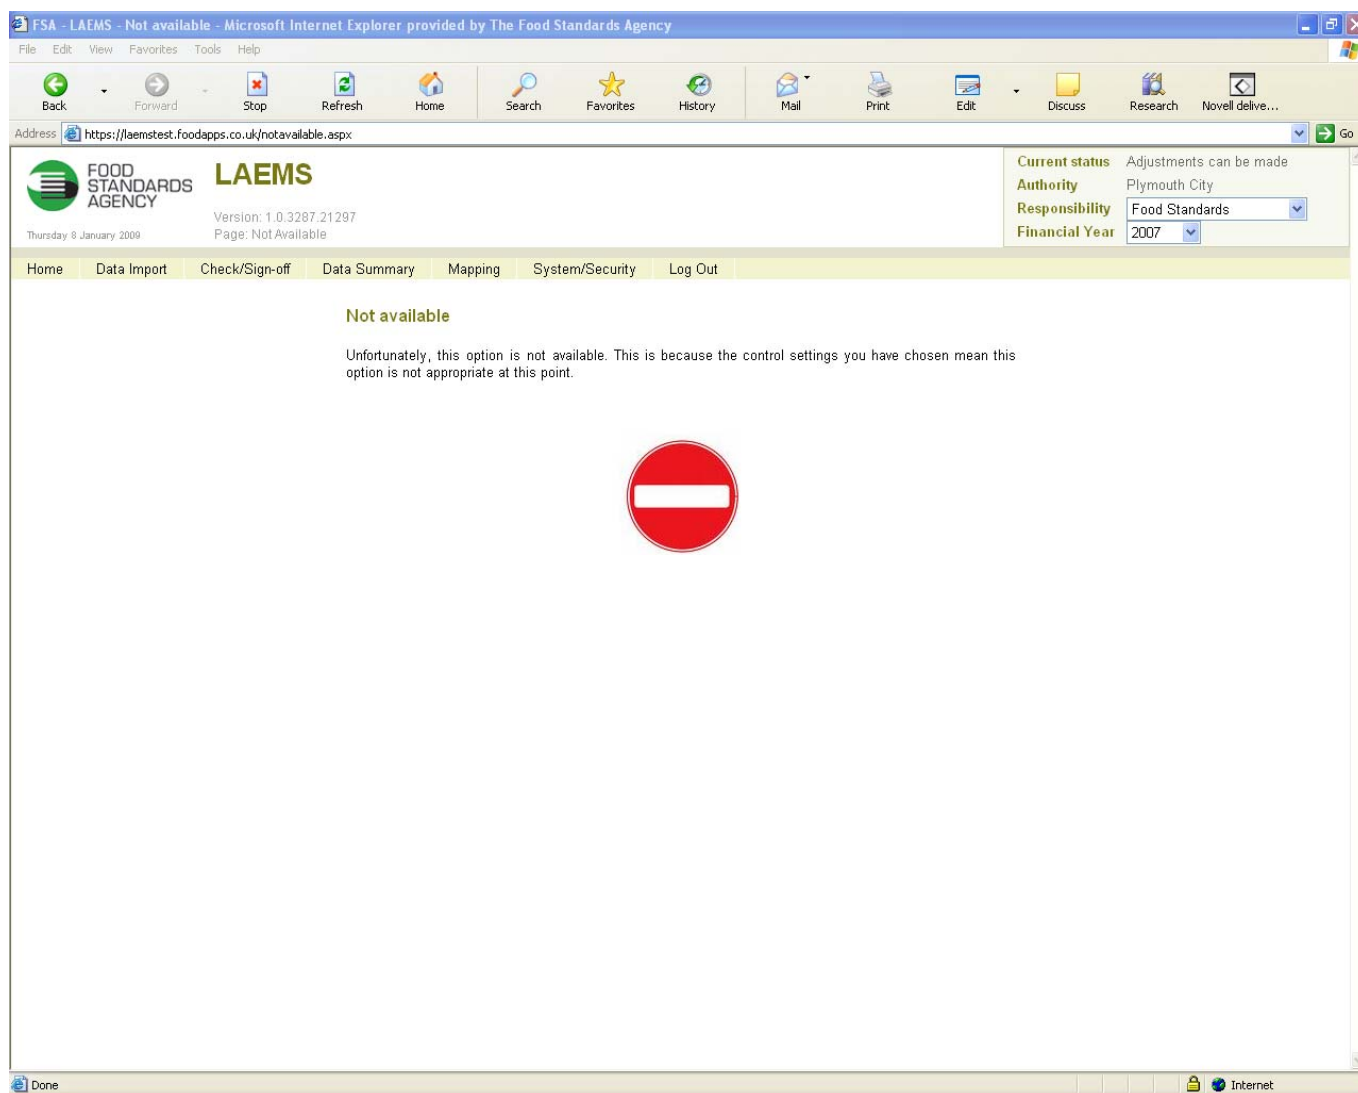 FSA - LAEMS - Not available - Microsoft Internet Explorer provided by The Food Standards Agency
File Edit View Favorites Tools Help
Back Forward Stop Refresh Home Search Favorites History Mail Print Edit Discuss Research Novell delive...
Address https://laemstest.foodapps.co.uk/notavailable.aspx Go
FOOD
STANDARDS
AGENCY
Thursday 8 January 2009
LAEMS
Version: 1.0.3287.21297
Page: Not Available
Current status Adjustments can be made
Authority Plymouth City
Responsibility Food Standards
Financial Year 2007
Home Data Import Check/Sign-off Data Summary Mapping System/Security Log Out
Not available
Unfortunately, this option is not available. This is because the control settings you have chosen mean this
option is not appropriate at this point.
Done Internet